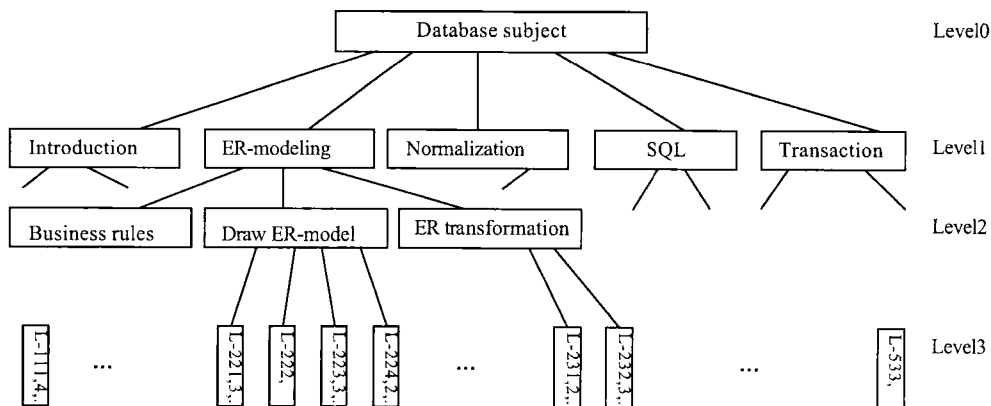 Database subject
Level0
Introduction
ER-modeling
Normalization
SQL
Transaction
Level1
Business rules
Draw ER-model
ER transformation
Level2
L-111,4,..
...
L-221,3,..
L-222,
L-223,3,..
L-224,2,..
...
L-231,2,..
L-232,3,..
...
L-533,
Level3